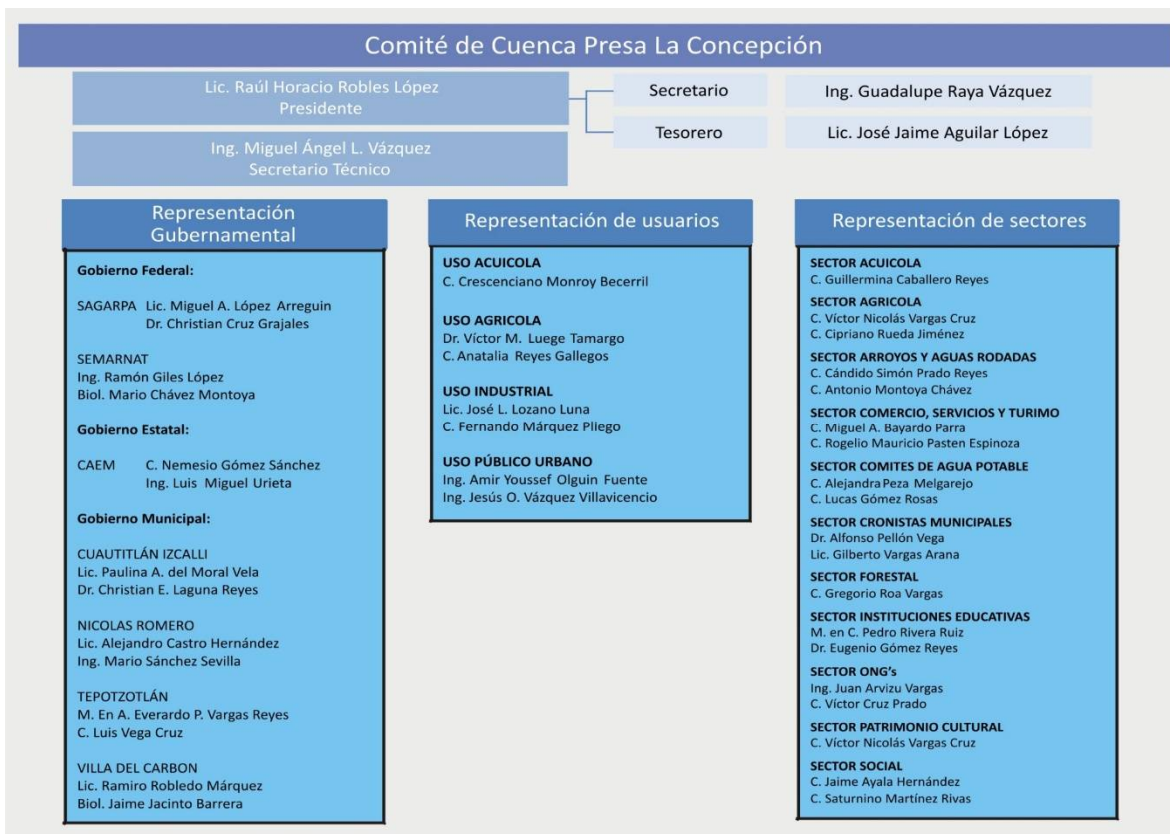 Comité de Cuenca Presa La Concepción
Lic. Raúl Horacio Robles López
Presidente
Secretario
Ing. Guadalupe Raya Vázquez
Tesorero
Lic. José Jaime Aguilar López
Ing. Miguel Ángel L. Vázquez
Secretario Técnico
Representación
Gubernamental
Gobierno Federal:
SAGARPA Lic. Miguel A. López Arreguin
Dr. Christian Cruz Grajales
SEMARNAT
Ing. Ramón Giles López
Biol. Mario Chávez Montoya
Gobierno Estatal:
CAEM C. Nemesio Gómez Sánchez
Ing. Luis Miguel Urieta
Gobierno Municipal:
CUAUTITLÁN IZCALLI
Lic. Paulina A. del Moral Vela
Dr. Christian E. Laguna Reyes
NICOLAS ROMERO
Lic. Alejandro Castro Hernández
Ing. Mario Sánchez Sevilla
TEPOTZOTLÁN
M. En A. Everardo P. Vargas Reyes
C. Luis Vega Cruz
VILLA DEL CARBON
Lic. Ramiro Robledo Márquez
Biol. Jaime Jacinto Barrera
Representación de usuarios
USO ACUICOLA
C. Crescenciano Monroy Becerril
USO AGRICOLA
Dr. Víctor M. Luege Tamargo
C. Anatalia Reyes Gallegos
USO INDUSTRIAL
Lic. José L. Lozano Luna
C. Fernando Márquez Pliego
USO PÚBLICO URBANO
Ing. Amir Youssef Olguin Fuente
Ing. Jesús O. Vázquez Villavicencio
Representación de sectores
SECTOR ACUICOLA
C. Guillermina Caballero Reyes
SECTOR AGRICOLA
C. Víctor Nicolás Vargas Cruz
C. Cipriano Rueda Jiménez
SECTOR ARROYOS Y AGUAS RODADAS
C. Cándido Simón Prado Reyes
C. Antonio Montoya Chávez
SECTOR COMERCIO, SERVICIOS Y TURIMO
C. Miguel A. Bayardo Parra
C. Rogelio Mauricio Pasten Espinoza
SECTOR COMITES DE AGUA POTABLE
C. Alejandra Peza Melgarejo
C. Lucas Gómez Rosas
SECTOR CRONISTAS MUNICIPALES
Dr. Alfonso Pellón Vega
Lic. Gilberto Vargas Arana
SECTOR FORESTAL
C. Gregorio Roa Vargas
SECTOR INSTITUCIONES EDUCATIVAS
M. en C. Pedro Rivera Ruiz
Dr. Eugenio Gómez Reyes
SECTOR ONG's
Ing. Juan Arvizu Vargas
C. Víctor Cruz Prado
SECTOR PATRIMONIO CULTURAL
C. Víctor Nicolás Vargas Cruz
SECTOR SOCIAL
C. Jaime Ayala Hernández
C. Saturnino Martínez Rivas